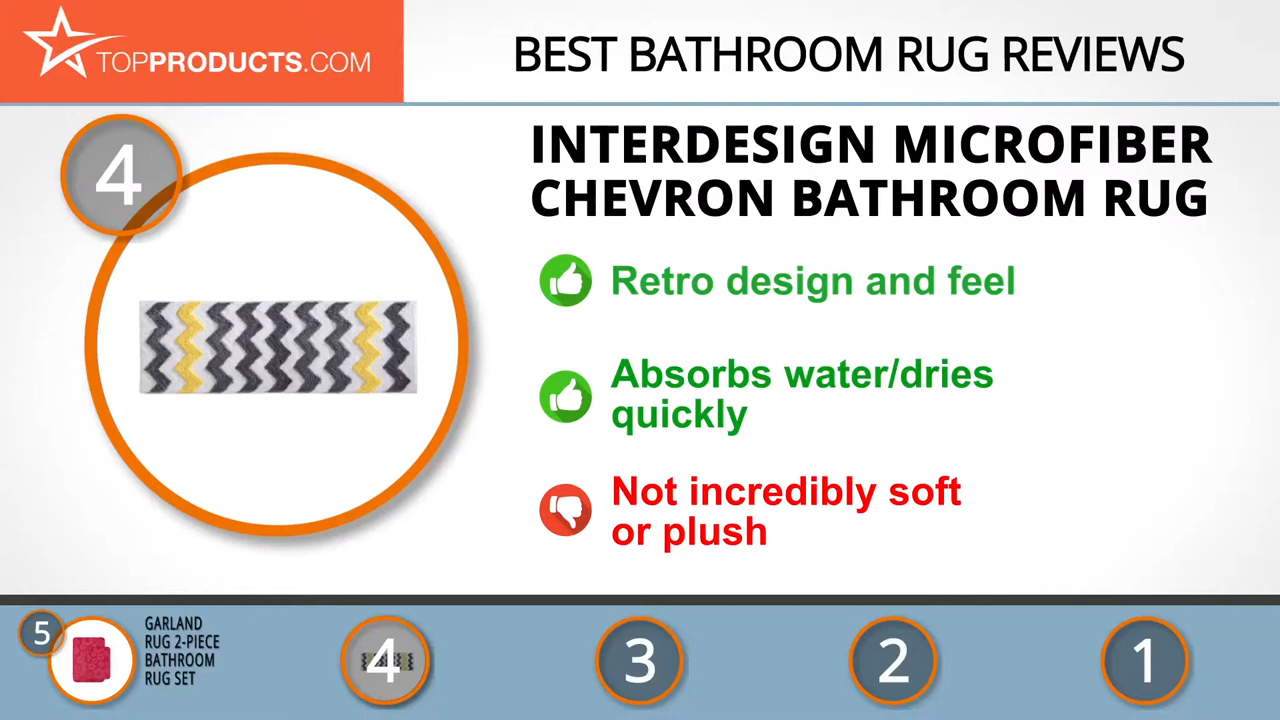 TOPPRODUCTS.COM
BEST BATHROOM RUG REVIEWS
4
INTERDESIGN MICROFIBER
CHEVRON BATHROOM RUG
Retro design and feel
Absorbs water/dries
quickly
Not incredibly soft
or plush
5
GARLAND
RUG 2-PIECE
BATHROOM
RUG SET
4
3
2
1